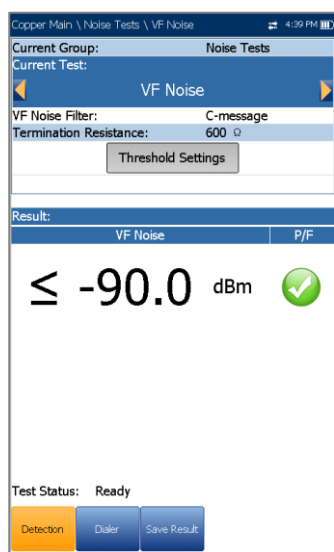 Copper Main \ Noise Tests \ VF Noise 4:39 PM
Current Group: Noise Tests
Current Test:
VF Noise
VF Noise Filter: C-message
Termination Resistance: 600 Ω
Threshold Settings
Result:
VF Noise P/F
≤ -90.0 dBm
Test Status: Ready
Detection Dialer Save Result